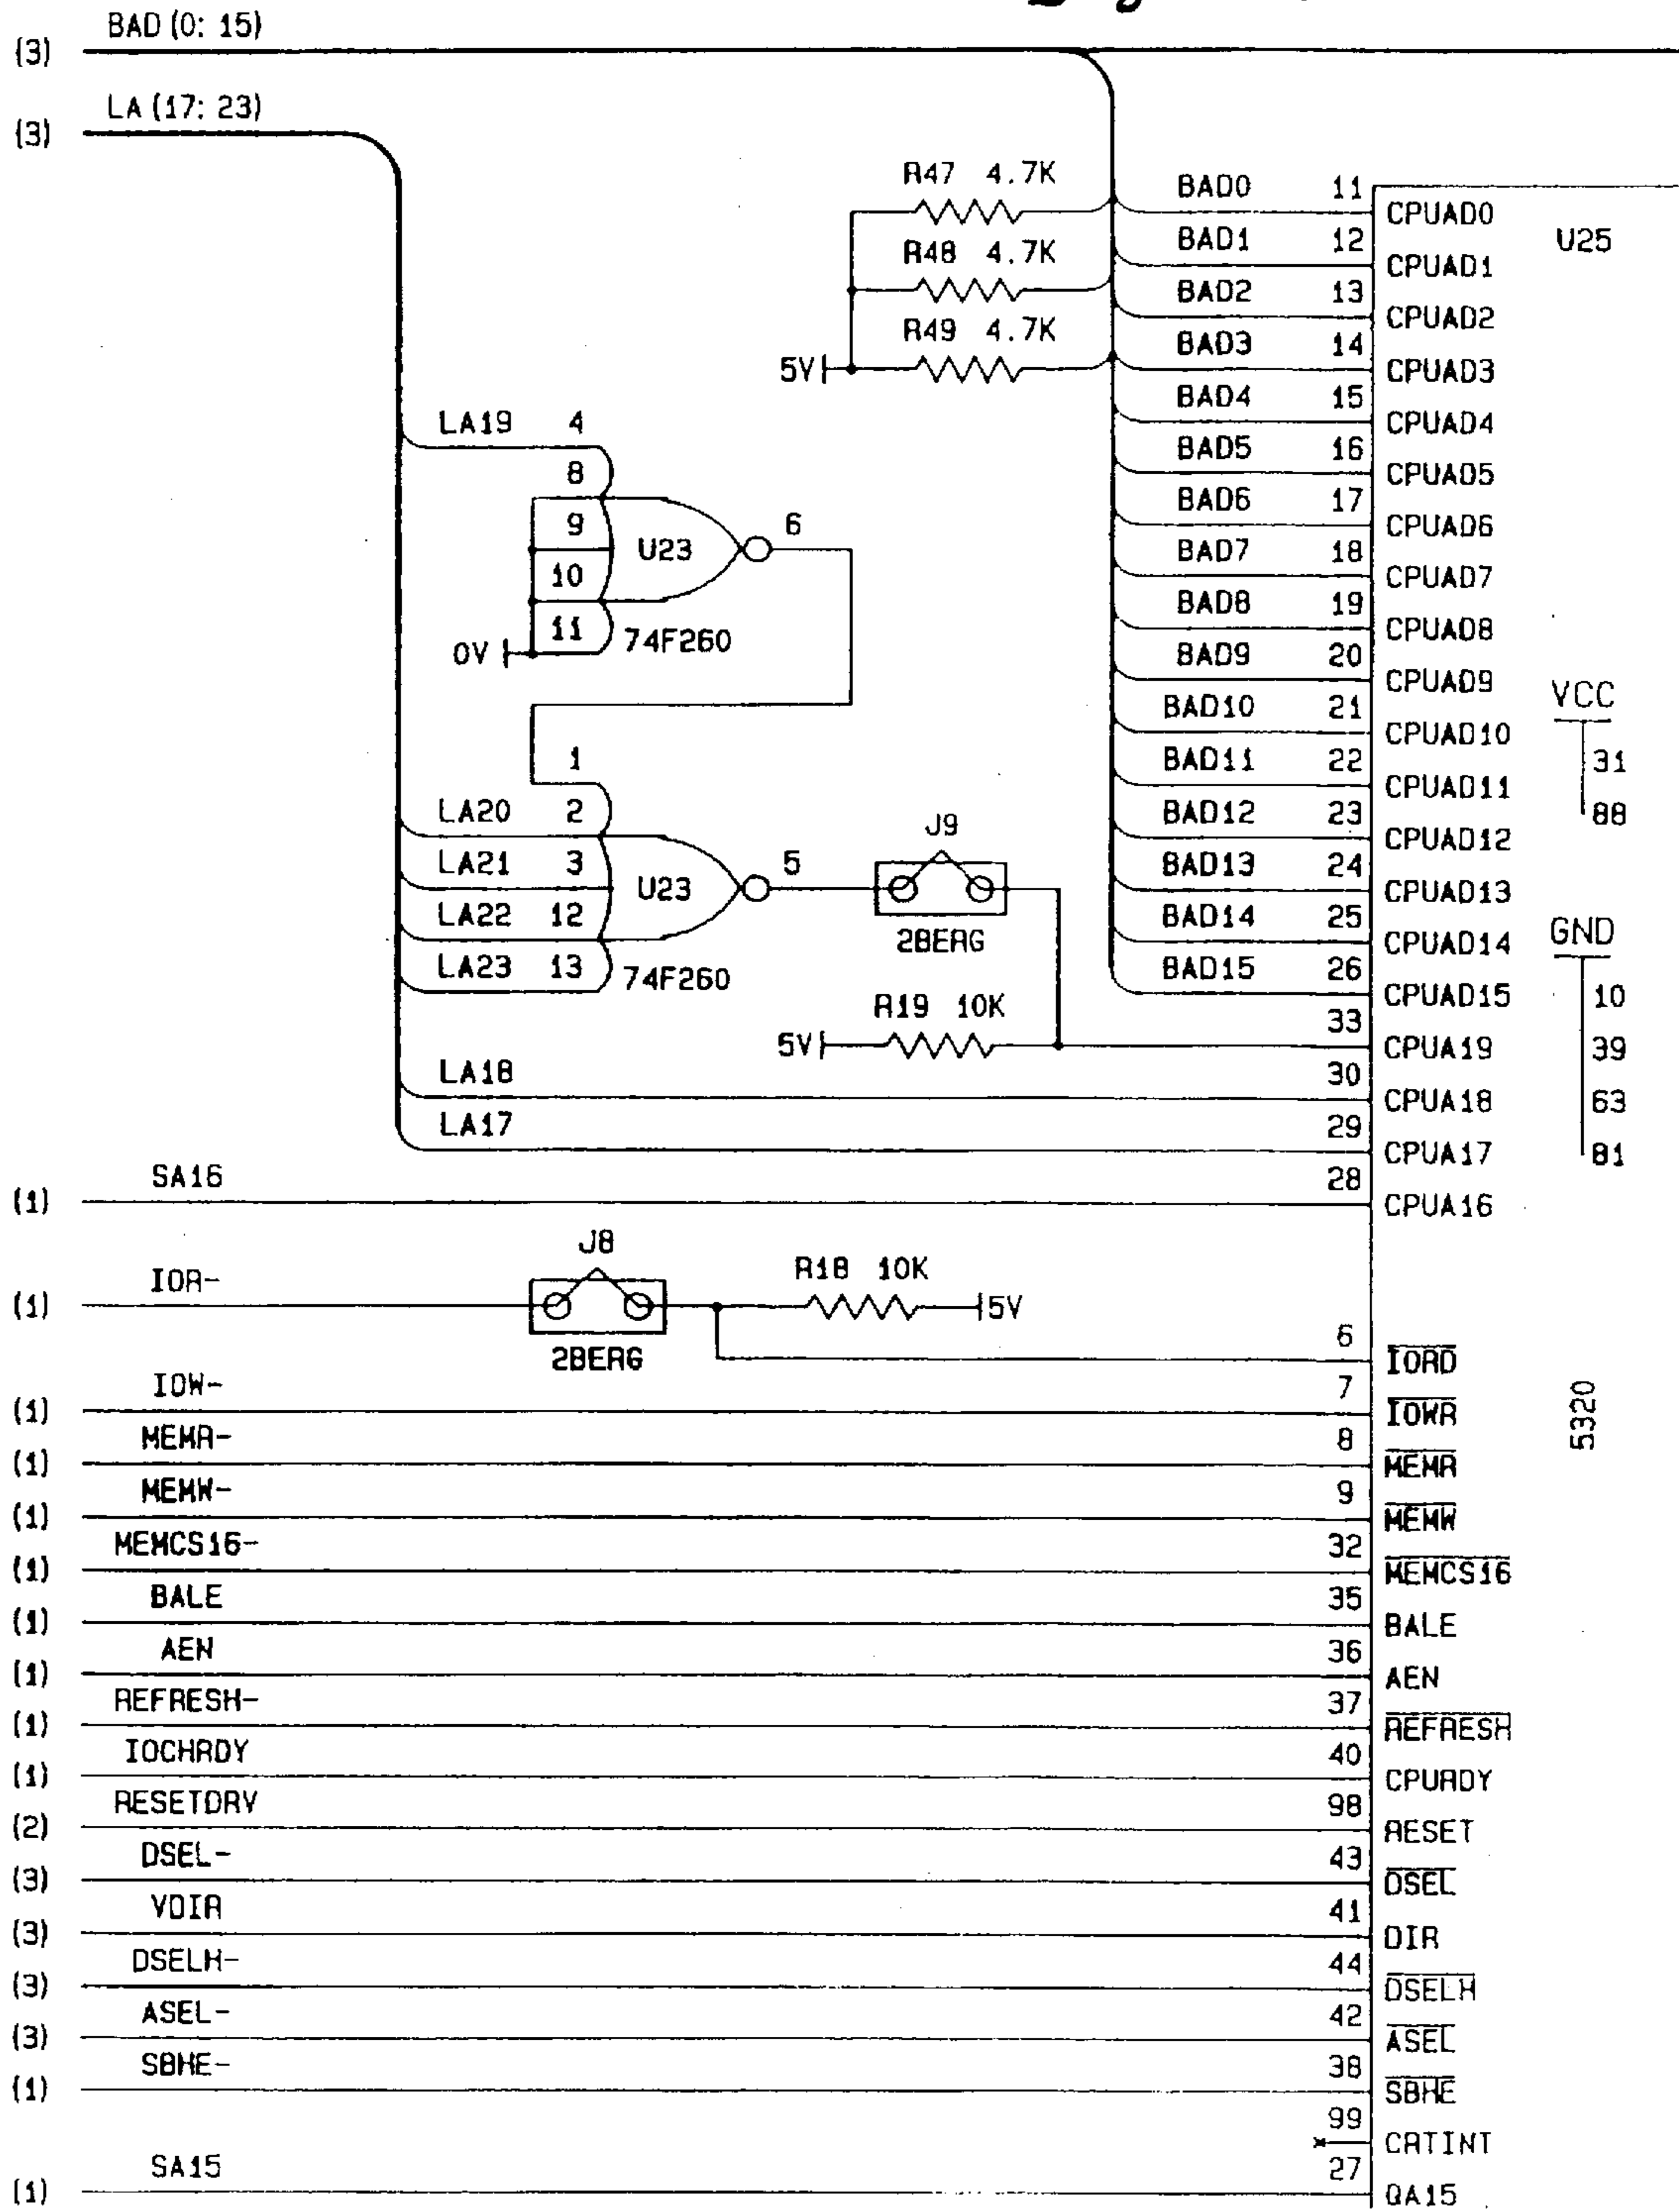 BAD (0: 15)
(3)
LA (17: 23)
(3)
R47 4.7K
BAD0 11
CPUAD0
U25
R48 4.7K
BAD1 12
CPUAD1
BAD2 13
CPUAD2
R49 4.7K
BAD3 14
5V
CPUAD3
BAD4 15
CPUAD4
LA19 4
BAD5 16
CPUAD5
8
BAD6 17
CPUAD6
9 U23 6
BAD7 18
CPUAD7
10
BAD8 19
CPUAD8
11 74F260
0V
BAD9 20
CPUAD9
VCC
BAD10 21
CPUAD10
31
1
BAD11 22
CPUAD11
88
LA20 2
J9
BAD12 23
CPUAD12
LA21 3 U23 5
BAD13 24
CPUAD13
LA22 12
2BERG
BAD14 25
CPUAD14
GND
LA23 13 74F260
BAD15 26
CPUAD15
10
R19 10K
33
5V
CPUA19
39
LA18
30
CPUA18
63
LA17
29
CPUA17
81
SA16
28
(1)
CPUA16
J8
IOR-
R18 10K
(1)
5V
2BERG
6
IORD
IOW-
7
(1)
IOWR
5320
MEMR-
8
(1)
MEMR
MEMW-
9
(1)
MEMW
MEMCS16-
32
(1)
MEMCS16
BALE
35
(1)
BALE
AEN
36
(1)
AEN
REFRESH-
37
(1)
REFRESH
IOCHRDY
40
(1)
CPURDY
RESETDRV
98
(2)
RESET
DSEL-
43
(3)
DSEL
VDIR
41
(3)
DIR
DSELH-
44
(3)
DSELH
ASEL-
42
(3)
ASEL
SBHE-
38
(1)
SBHE
99
CRTINT
SA15
27
(1)
QA15